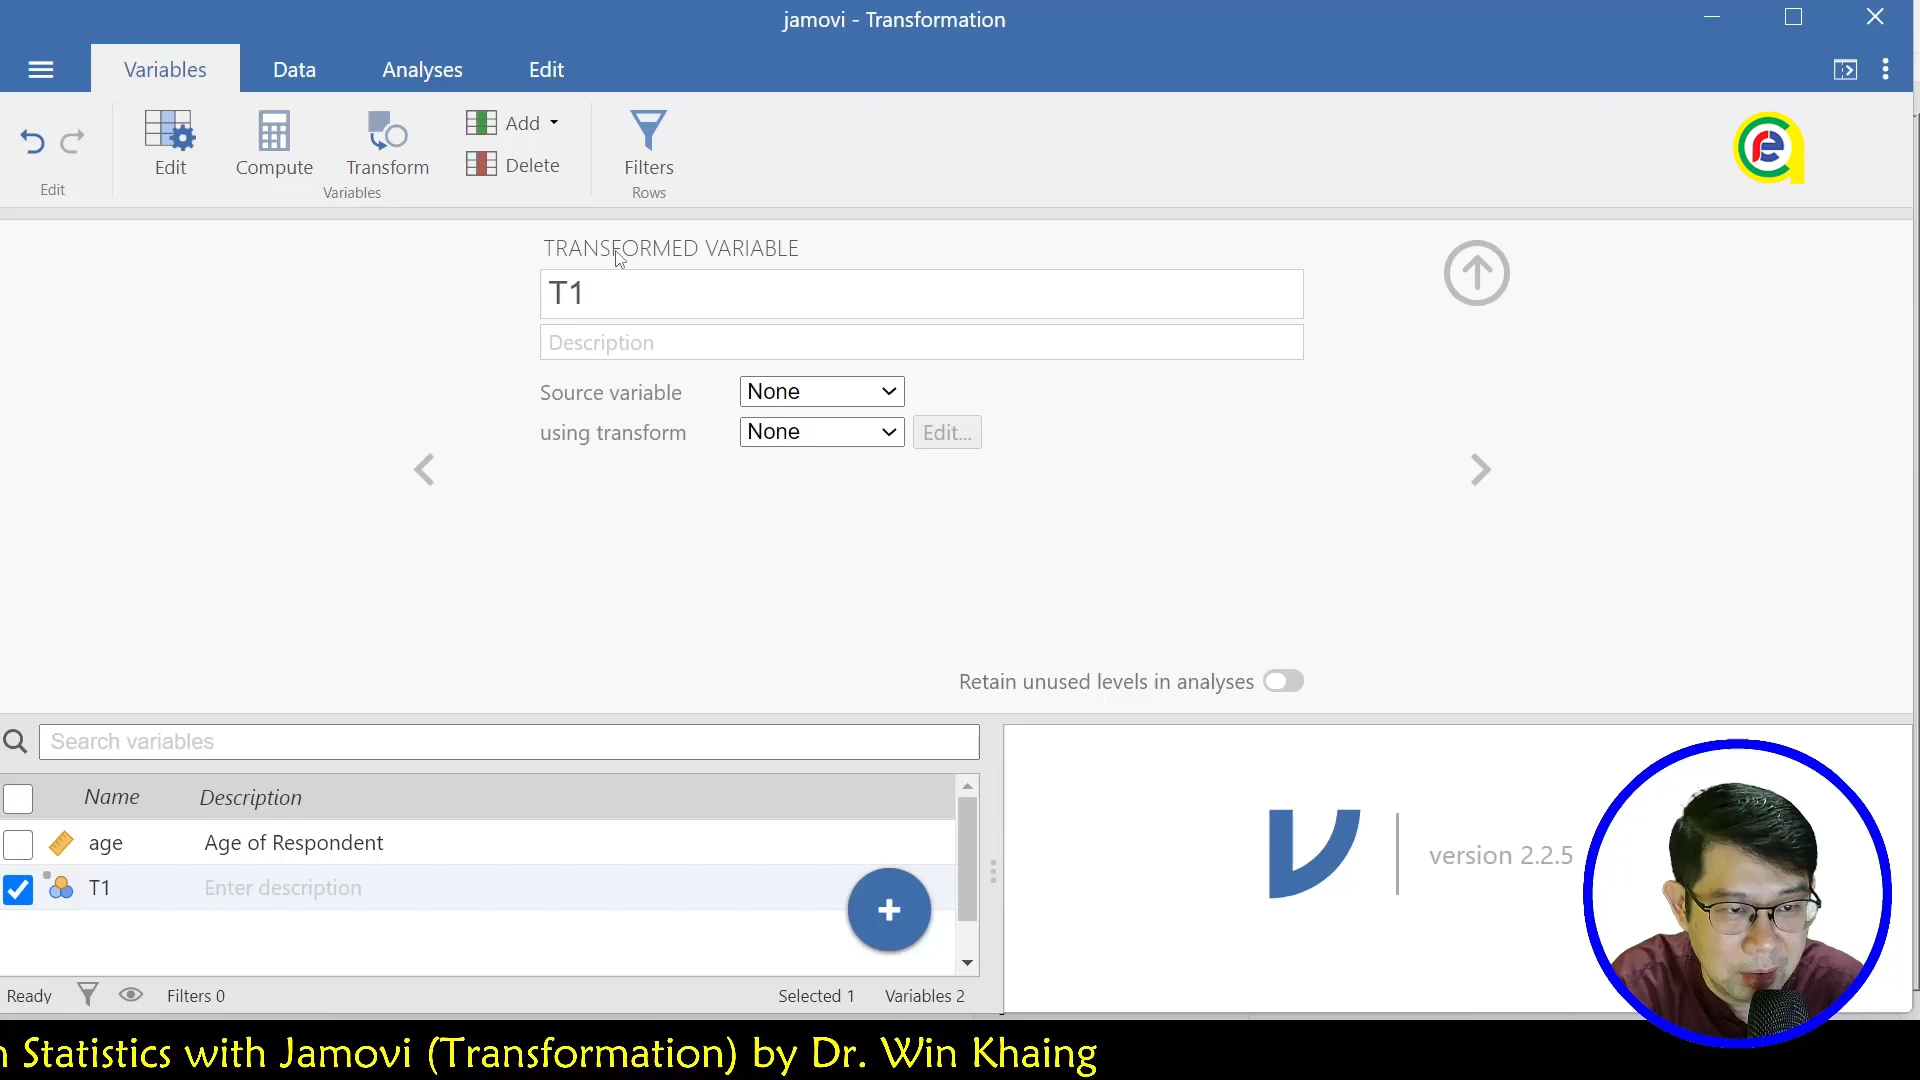 jamovi - Transformation
Variables
Data
Analyses
Edit
Edit
Compute
Transform
Add
Delete
Filters
Edit
Variables
Rows
TRANSFORMED VARIABLE
T1
Description
Source variable
None
using transform
None
Edit...
Retain unused levels in analyses
Search variables
Name
Description
age
Age of Respondent
T1
Enter description
version 2.2.5
Ready
Filters 0
Selected 1
Variables 2
n Statistics with Jamovi (Transformation) by Dr. Win Khaing